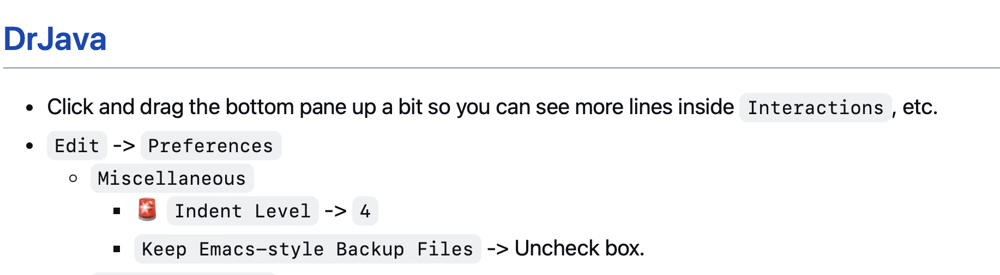 DrJava
Click and drag the bottom pane up a bit so you can see more lines inside Interactions, etc.
Edit -> Preferences
Miscellaneous
🚨 Indent Level -> 4
Keep Emacs-style Backup Files -> Uncheck box.